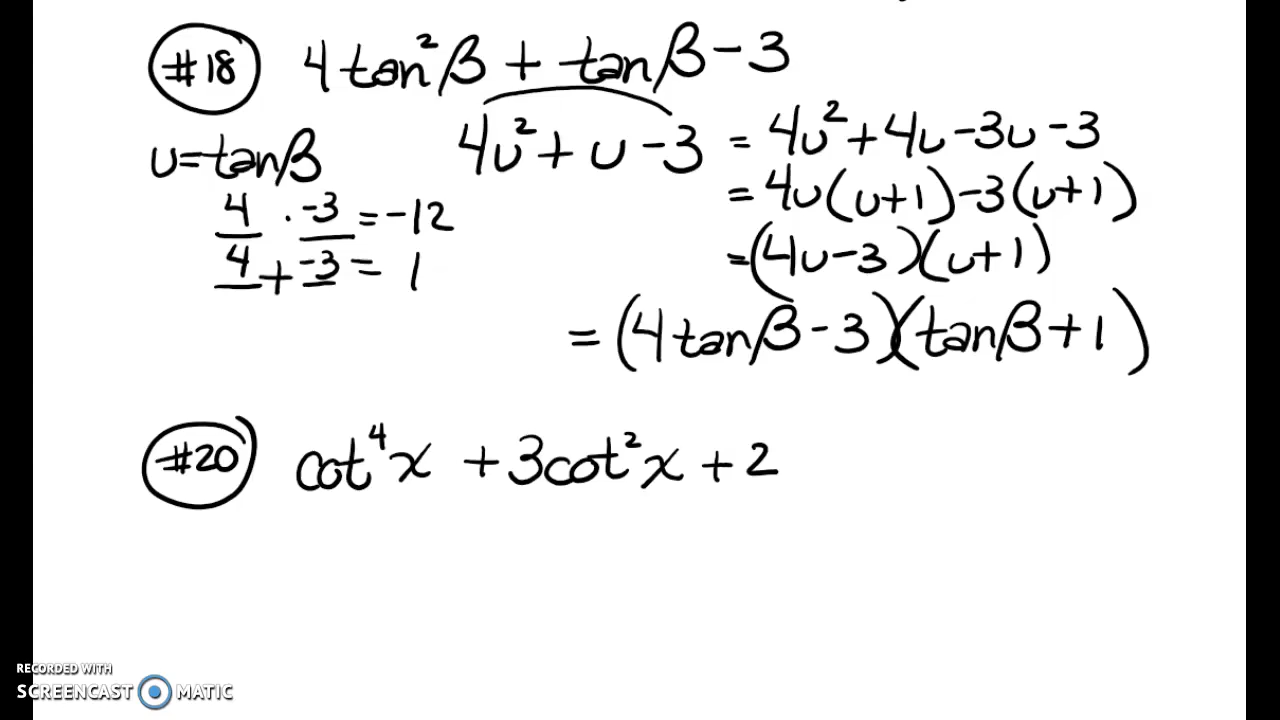 #18 4tan²β + tanβ - 3
u=tanβ 4u² + u - 3 = 4u² + 4u - 3u - 3
4 · -3 = -12 = 4u(u+1) - 3(u+1)
4 + -3 = 1 = (4u - 3)(u+1)
= (4tanβ - 3)(tanβ + 1)
#20 cot⁴x + 3cot²x + 2
RECORDED WITH
SCREENCAST MATIC